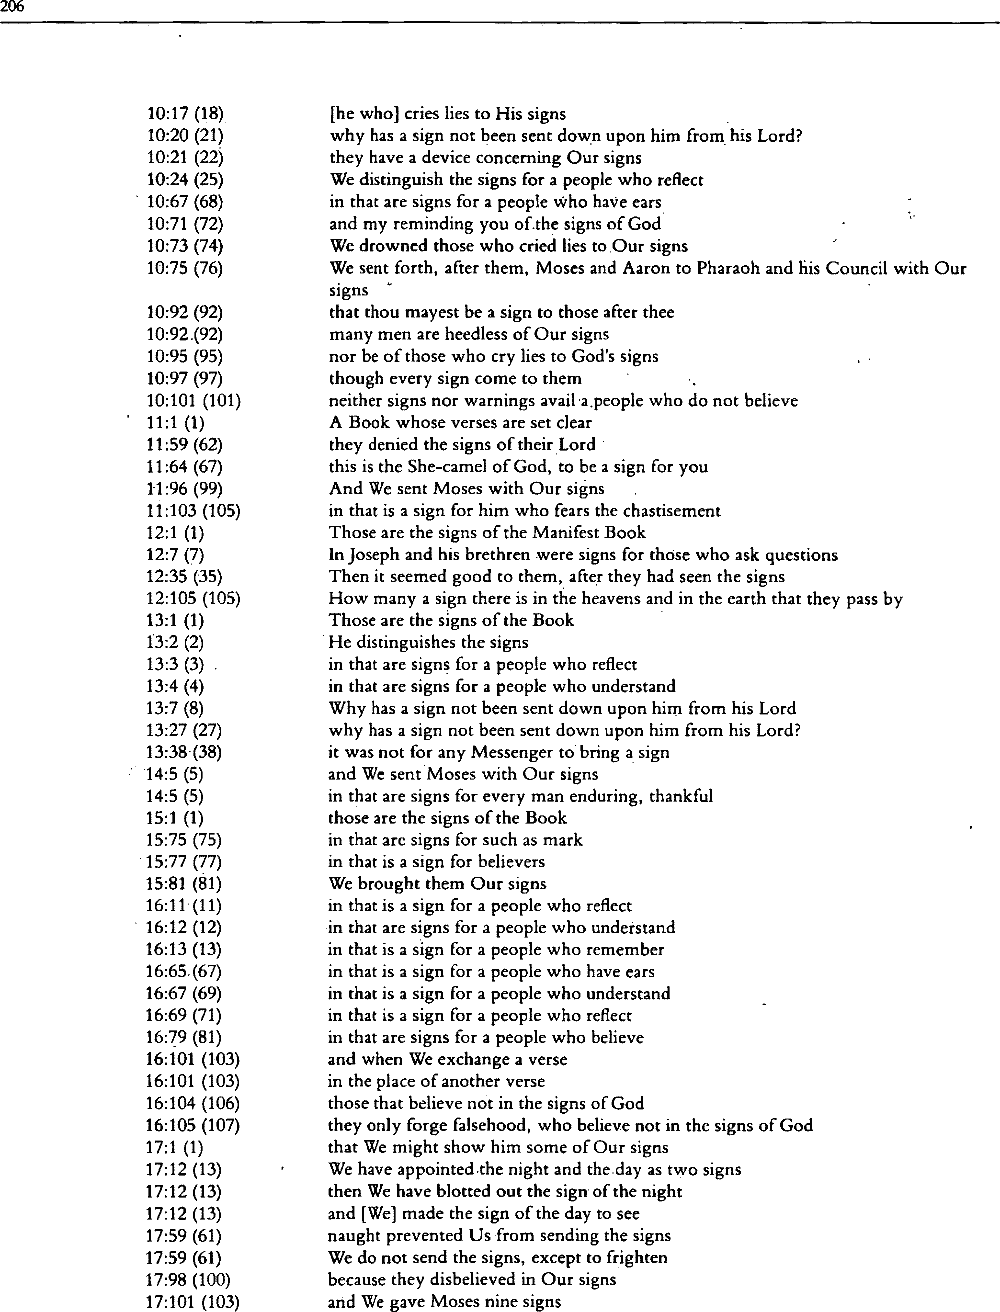 206
10:17 (18) [he who] cries lies to His signs
10:20 (21) why has a sign not been sent down upon him from his Lord?
10:21 (22) they have a device concerning Our signs
10:24 (25) We distinguish the signs for a people who reflect
10:67 (68) in that are signs for a people who have ears
10:71 (72) and my reminding you of the signs of God
10:73 (74) We drowned those who cried lies to Our signs
10:75 (76) We sent forth, after them, Moses and Aaron to Pharaoh and his Council with Our
signs
10:92 (92) that thou mayest be a sign to those after thee
10:92 (92) many men are heedless of Our signs
10:95 (95) nor be of those who cry lies to God's signs
10:97 (97) though every sign come to them
10:101 (101) neither signs nor warnings avail a people who do not believe
11:1 (1) A Book whose verses are set clear
11:59 (62) they denied the signs of their Lord
11:64 (67) this is the She-camel of God, to be a sign for you
11:96 (99) And We sent Moses with Our signs
11:103 (105) in that is a sign for him who fears the chastisement
12:1 (1) Those are the signs of the Manifest Book
12:7 (7) In Joseph and his brethren were signs for those who ask questions
12:35 (35) Then it seemed good to them, after they had seen the signs
12:105 (105) How many a sign there is in the heavens and in the earth that they pass by
13:1 (1) Those are the signs of the Book
13:2 (2) He distinguishes the signs
13:3 (3) in that are signs for a people who reflect
13:4 (4) in that are signs for a people who understand
13:7 (8) Why has a sign not been sent down upon him from his Lord
13:27 (27) why has a sign not been sent down upon him from his Lord?
13:38 (38) it was not for any Messenger to bring a sign
14:5 (5) and We sent Moses with Our signs
14:5 (5) in that are signs for every man enduring, thankful
15:1 (1) those are the signs of the Book
15:75 (75) in that are signs for such as mark
15:77 (77) in that is a sign for believers
15:81 (81) We brought them Our signs
16:11 (11) in that is a sign for a people who reflect
16:12 (12) in that are signs for a people who understand
16:13 (13) in that is a sign for a people who remember
16:65 (67) in that is a sign for a people who have ears
16:67 (69) in that is a sign for a people who understand
16:69 (71) in that is a sign for a people who reflect
16:79 (81) in that are signs for a people who believe
16:101 (103) and when We exchange a verse
16:101 (103) in the place of another verse
16:104 (106) those that believe not in the signs of God
16:105 (107) they only forge falsehood, who believe not in the signs of God
17:1 (1) that We might show him some of Our signs
17:12 (13) We have appointed the night and the day as two signs
17:12 (13) then We have blotted out the sign of the night
17:12 (13) and [We] made the sign of the day to see
17:59 (61) naught prevented Us from sending the signs
17:59 (61) We do not send the signs, except to frighten
17:98 (100) because they disbelieved in Our signs
17:101 (103) and We gave Moses nine signs